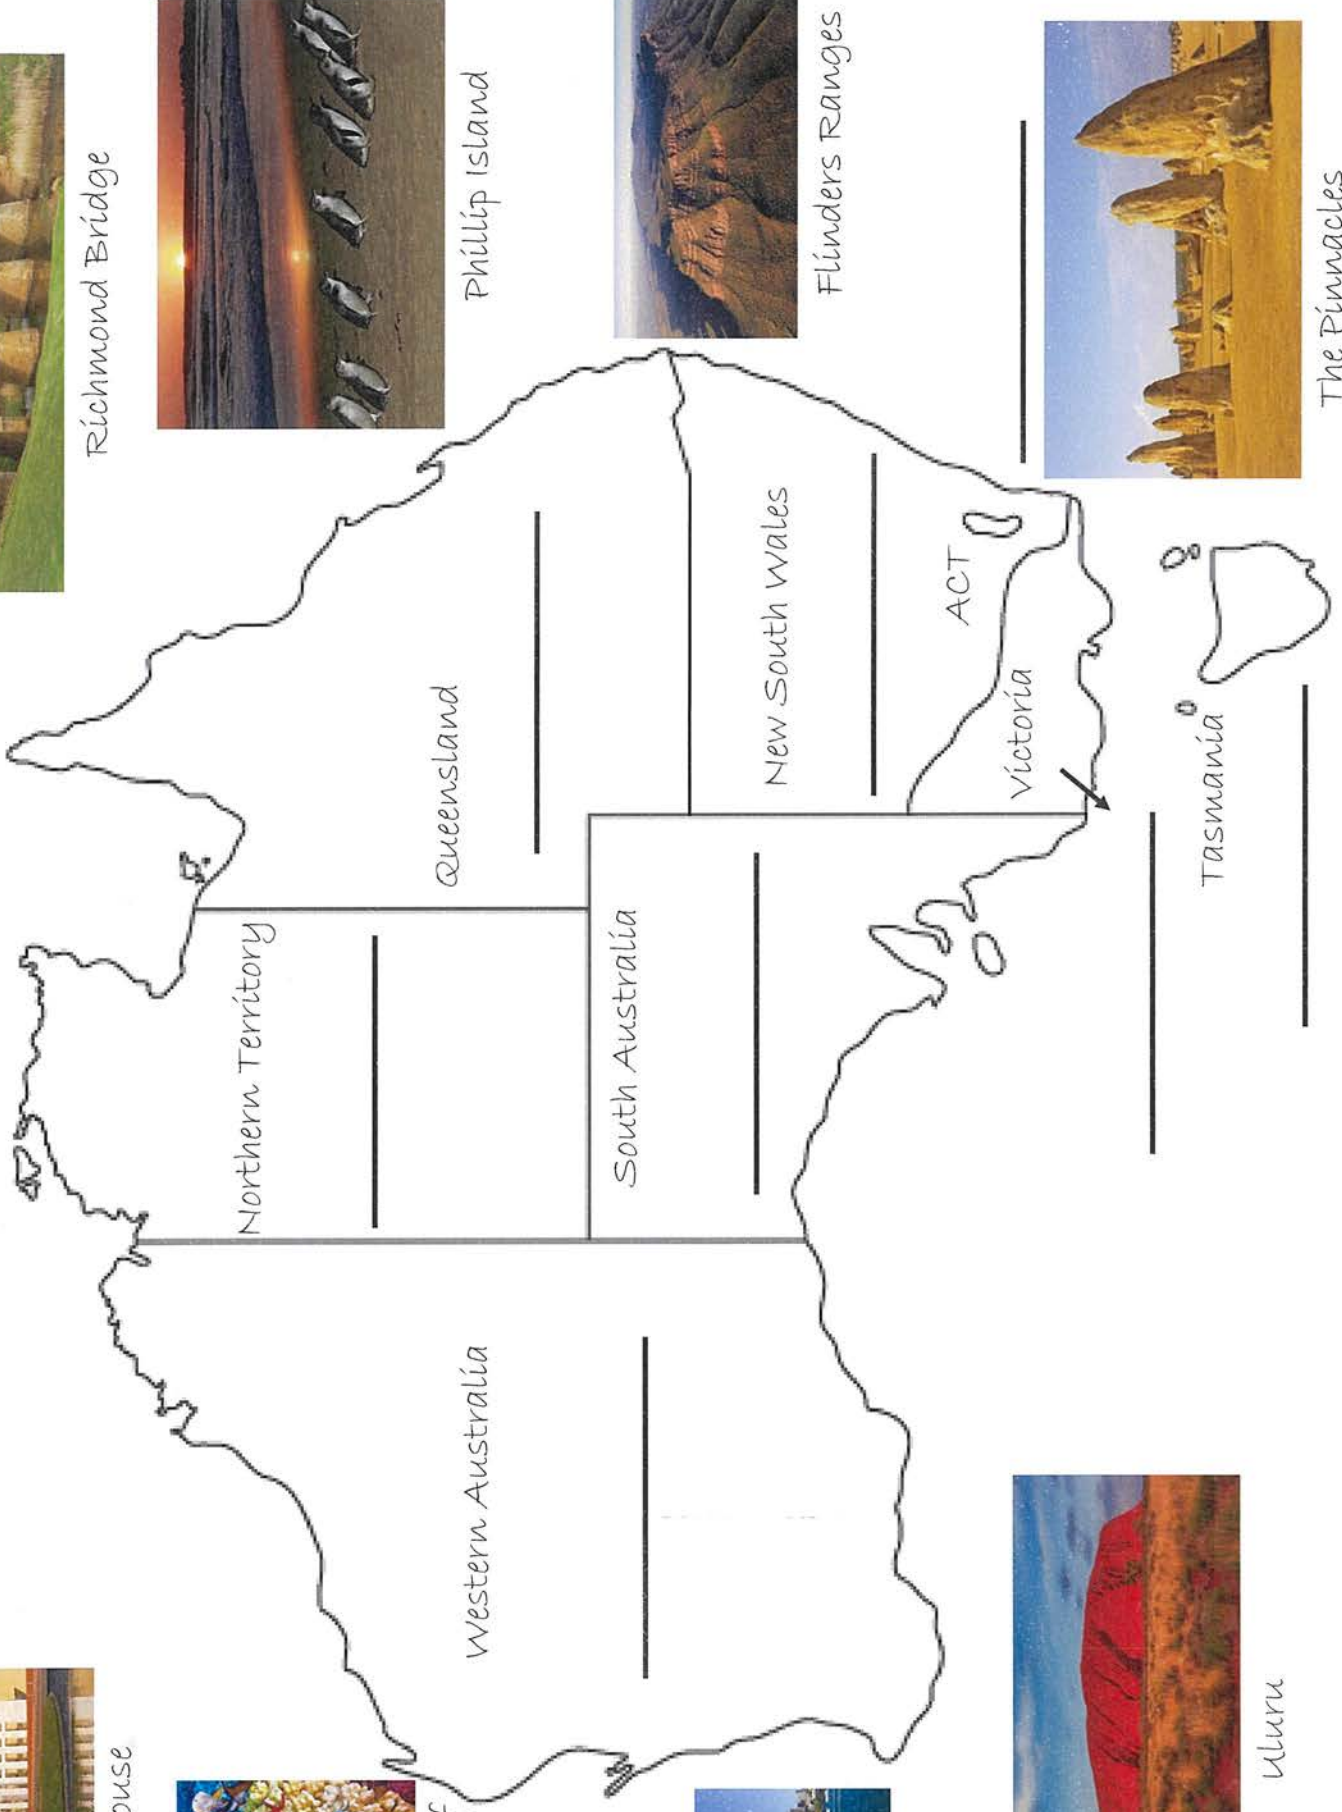 Richmond Bridge
Phillip Island
Flinders Ranges
The Pinnacles
Queensland
New South Wales
ACT
Victoria
Tasmania
Northern Territory
South Australia
Western Australia
Uluru